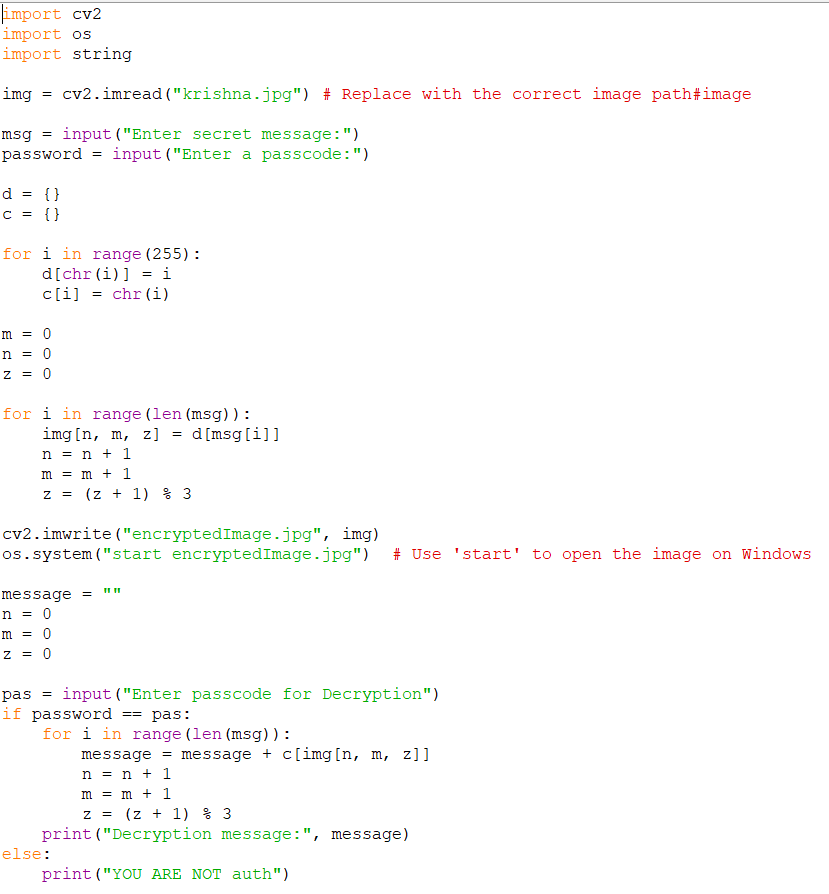 import cv2
import os
import string
img = cv2.imread("krishna.jpg") # Replace with the correct image path#image
msg = input("Enter secret message:")
password = input("Enter a passcode:")
d = {}
c = {}
for i in range(255):
    d[chr(i)] = i
    c[i] = chr(i)
m = 0
n = 0
z = 0
for i in range(len(msg)):
    img[n, m, z] = d[msg[i]]
    n = n + 1
    m = m + 1
    z = (z + 1) % 3
cv2.imwrite("encryptedImage.jpg", img)
os.system("start encryptedImage.jpg")  # Use 'start' to open the image on Windows
message = ""
n = 0
m = 0
z = 0
pas = input("Enter passcode for Decryption")
if password == pas:
    for i in range(len(msg)):
        message = message + c[img[n, m, z]]
        n = n + 1
        m = m + 1
        z = (z + 1) % 3
    print("Decryption message:", message)
else:
    print("YOU ARE NOT auth")